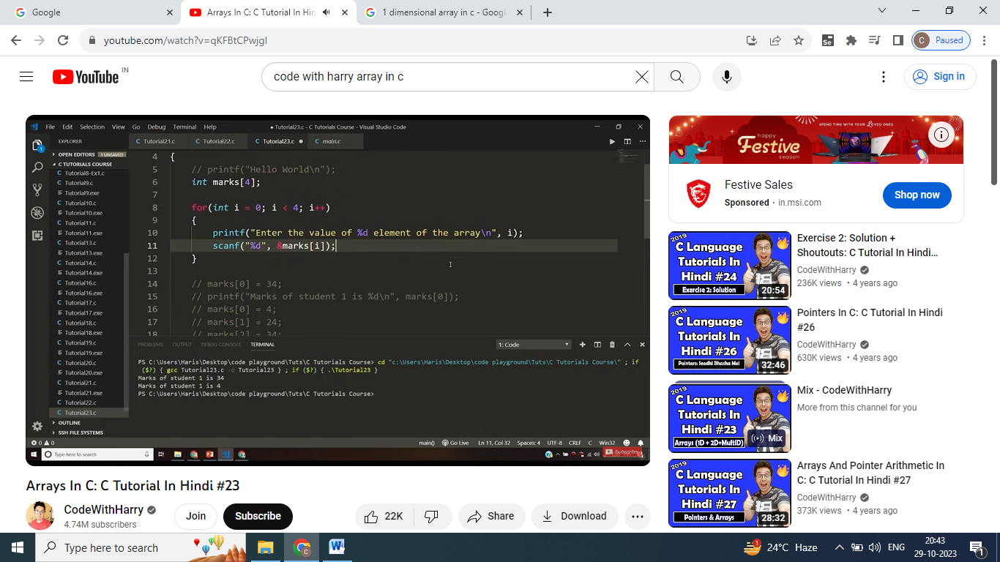 Google
Arrays In C: C Tutorial In Hin
1 dimensional array in c - Googl
youtube.com/watch?v=qKFBtCPwjgI
Se
C Paused
YouTube IN
code with harry array in c
Sign in
File Edit Selection View Go Debug Terminal Help
● Tutorial23.c - C Tutorials Course - Visual Studio Code
EXPLORER
C Tutorial21.c
C Tutorial22.c
C Tutorial23.c ●
C main.c
1
OPEN EDITORS 1 UNSAVED
C TUTORIALS COURSE
C Tutorial8-Ex1.c
C Tutorial9.c
Tutorial9.exe
C Tutorial10.c
Tutorial10.exe
C Tutorial11.c
Tutorial11.exe
C Tutorial13.c
Tutorial13.exe
C Tutorial14.c
Tutorial14.exe
C Tutorial16.c
Tutorial16.exe
C Tutorial17.c
Tutorial17.exe
C Tutorial18.c
Tutorial18.exe
C Tutorial19.c
Tutorial19.exe
C Tutorial20.c
Tutorial20.exe
C Tutorial21.c
Tutorial21.exe
C Tutorial22.c
C Tutorial23.c
OUTLINE
SSH FILE SYSTEMS
4 {
5 // printf("Hello World\n");
6 int marks[4];
7
8 for(int i = 0; i < 4; i++)
9 {
10 printf("Enter the value of %d element of the array\n", i);
11 scanf("%d", &marks[i]);
12 }
13
14 // marks[0] = 34;
15 // printf("Marks of student 1 is %d\n", marks[0]);
16 // marks[0] = 4;
17 // marks[1] = 24;
18 // marks[2] = 34;
PROBLEMS OUTPUT DEBUG CONSOLE TERMINAL
1: Code
PS C:\Users\Haris\Desktop\code playground\Tuts\C Tutorials Course> cd "c:\Users\Haris\Desktop\code playground\Tuts\C Tutorials Course\" ; if
($?) { gcc Tutorial23.c -o Tutorial23 } ; if ($?) { .\Tutorial23 }
Marks of student 1 is 34
Marks of student 1 is 4
PS C:\Users\Haris\Desktop\code playground\Tuts\C Tutorials Course>
0 0
main() Go Live Ln 11, Col 32 Spaces: 4 UTF-8 CRLF C Win32
Type here to search
Subscribe
Arrays In C: C Tutorial In Hindi #23
CodeWithHarry
4.74M subscribers
Join
Subscribe
22K
Share
Download
happy
Festive
season
SPEND TIME WITH YOUR LOVED ONES
Festive Sales
Sponsored · in.msi.com
Shop now
2019
C Language
Tutorials In
Hindi #24
Exercise 2: Solution
20:54
Exercise 2: Solution +
Shoutouts: C Tutorial In Hindi...
CodeWithHarry
236K views • 4 years ago
2019
C Language
Tutorials In
Hindi #26
Pointers: Seedhi Bhasha Mei
32:46
Pointers In C: C Tutorial In Hindi
#26
CodeWithHarry
630K views • 4 years ago
2019
C Language
Tutorials In
Hindi #23
Arrays (1D + 2D+MultiD)
Mix
Mix - CodeWithHarry
More from this channel for you
2019
C Language
Tutorials In
Hindi #27
Pointers & Arrays
28:32
Arrays And Pointer Arithmetic In
C: C Tutorial In Hindi #27
CodeWithHarry
373K views • 4 years ago
Type here to search
C
W
1
24°C Haze
ENG
20:43
29-10-2023
1